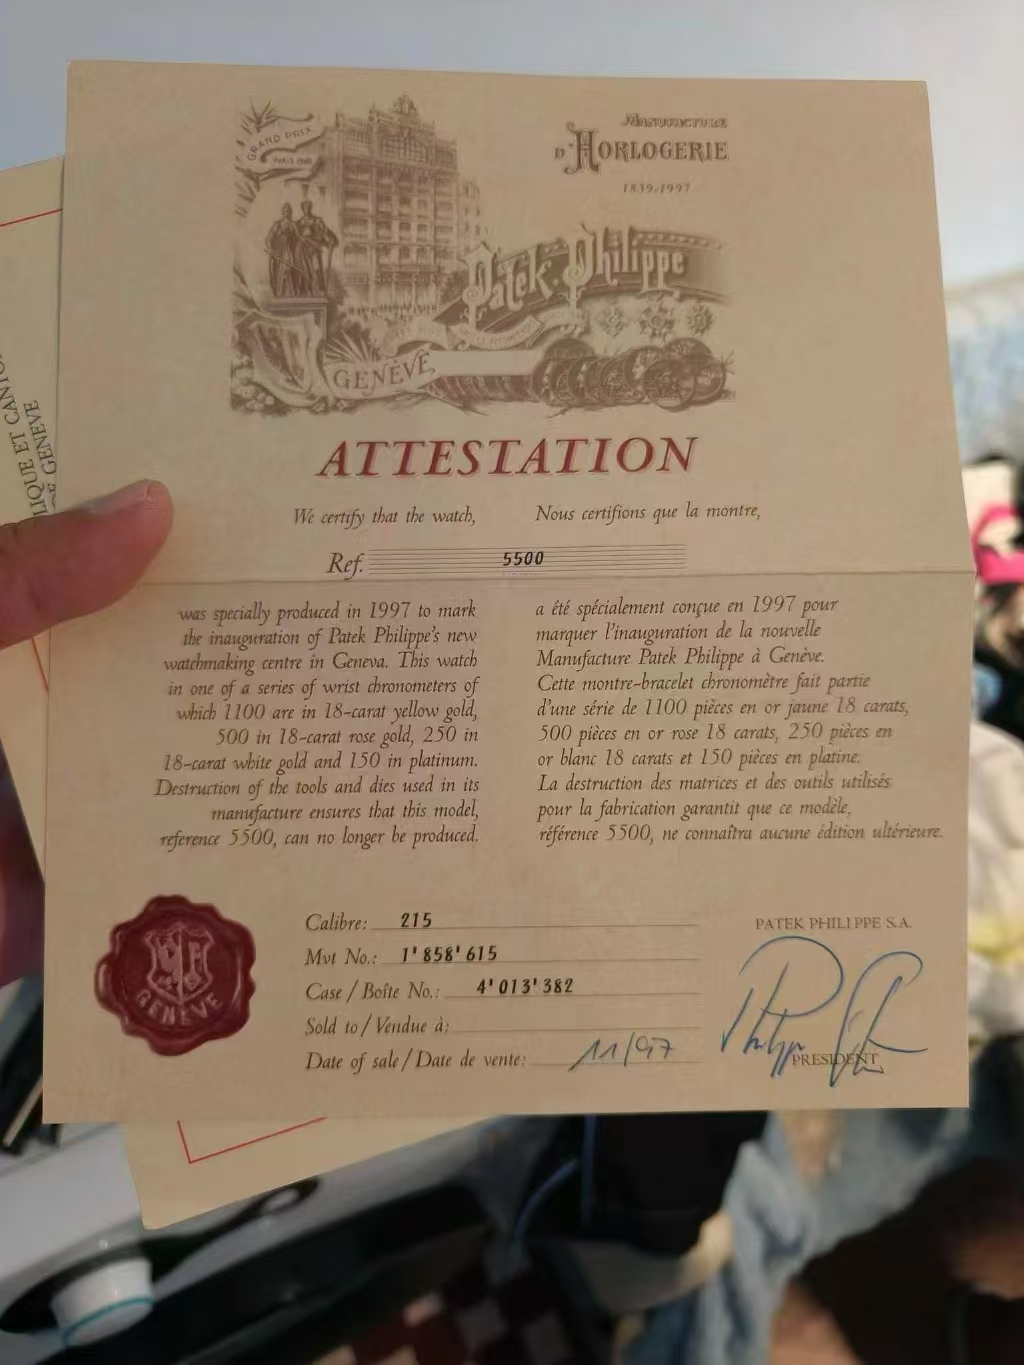 GRAND PRIX
MANUFACTURE
D'HORLOGERIE
1839-1997
Patek. Philippe
GENÈVE
ATTESTATION
We certify that the watch,
Nous certifions que la montre,
Ref. 5500
was specially produced in 1997 to mark
the inauguration of Patek Philippe's new
watchmaking centre in Geneva. This watch
in one of a series of wrist chronometers of
which 1100 are in 18-carat yellow gold,
500 in 18-carat rose gold, 250 in
18-carat white gold and 150 in platinum.
Destruction of the tools and dies used in its
manufacture ensures that this model,
reference 5500, can no longer be produced.
a été spécialement conçue en 1997 pour
marquer l'inauguration de la nouvelle
Manufacture Patek Philippe à Genève.
Cette montre-bracelet chronomètre fait partie
d'une série de 1100 pièces en or jaune 18 carats,
500 pièces en or rose 18 carats, 250 pièces en
or blanc 18 carats et 150 pièces en platine.
La destruction des matrices et des outils utilisés
pour la fabrication garantit que ce modèle,
référence 5500, ne connaîtra aucune édition ultérieure.
GENÈVE
Calibre: 215
Mvt No.: 1'858'615
Case / Boîte No.: 4'013'382
Sold to / Vendue à:
Date of sale / Date de vente: 11/97
PATEK PHILIPPE S.A.
PRESIDENT
LIQUE ET CANTO
DE GENEVE